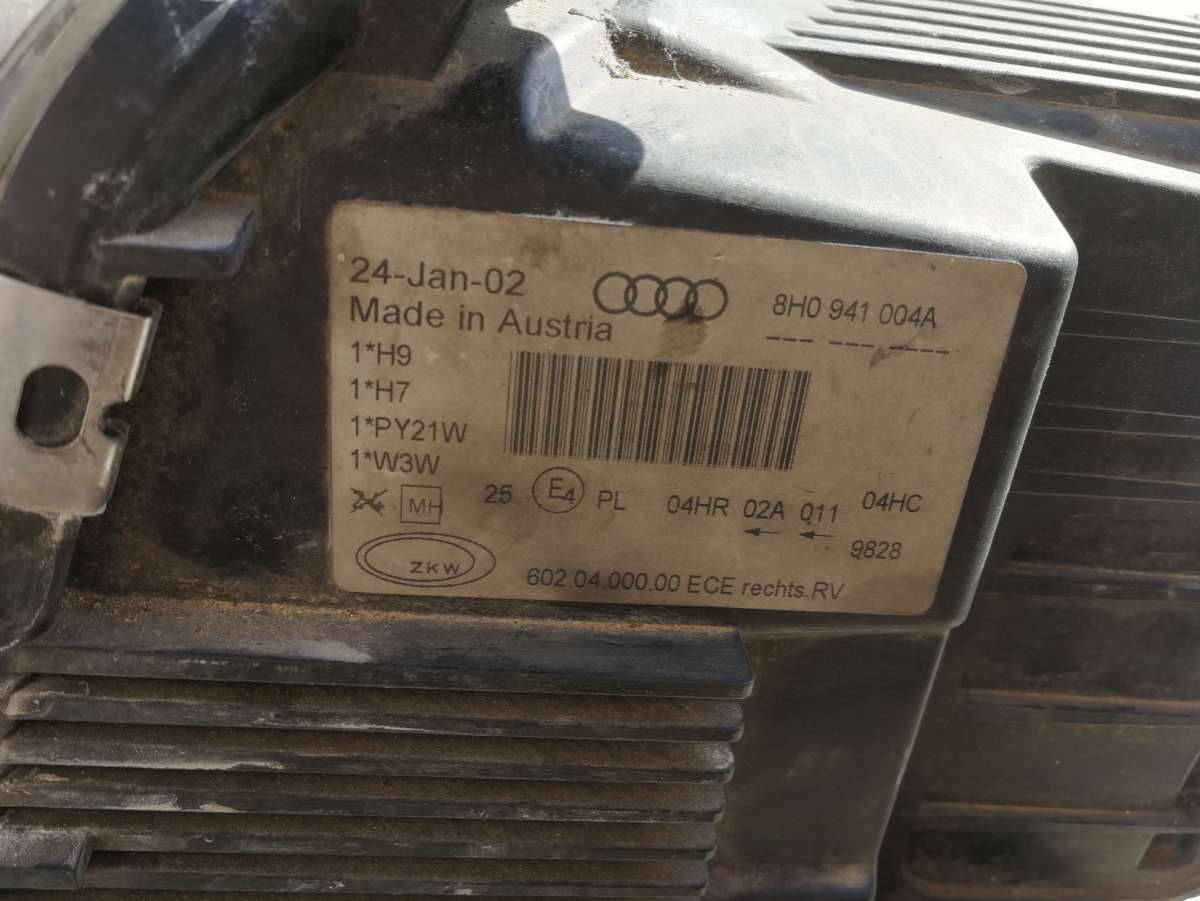 24-Jan-02
Made in Austria
8H0 941 004A
--- --- ----
1*H9
1*H7
1*PY21W
1*W3W
MH 25 E4 PL 04HR 02A 011 04HC
← ← 9828
ZKW
602.04.000.00 ECE rechts.RV